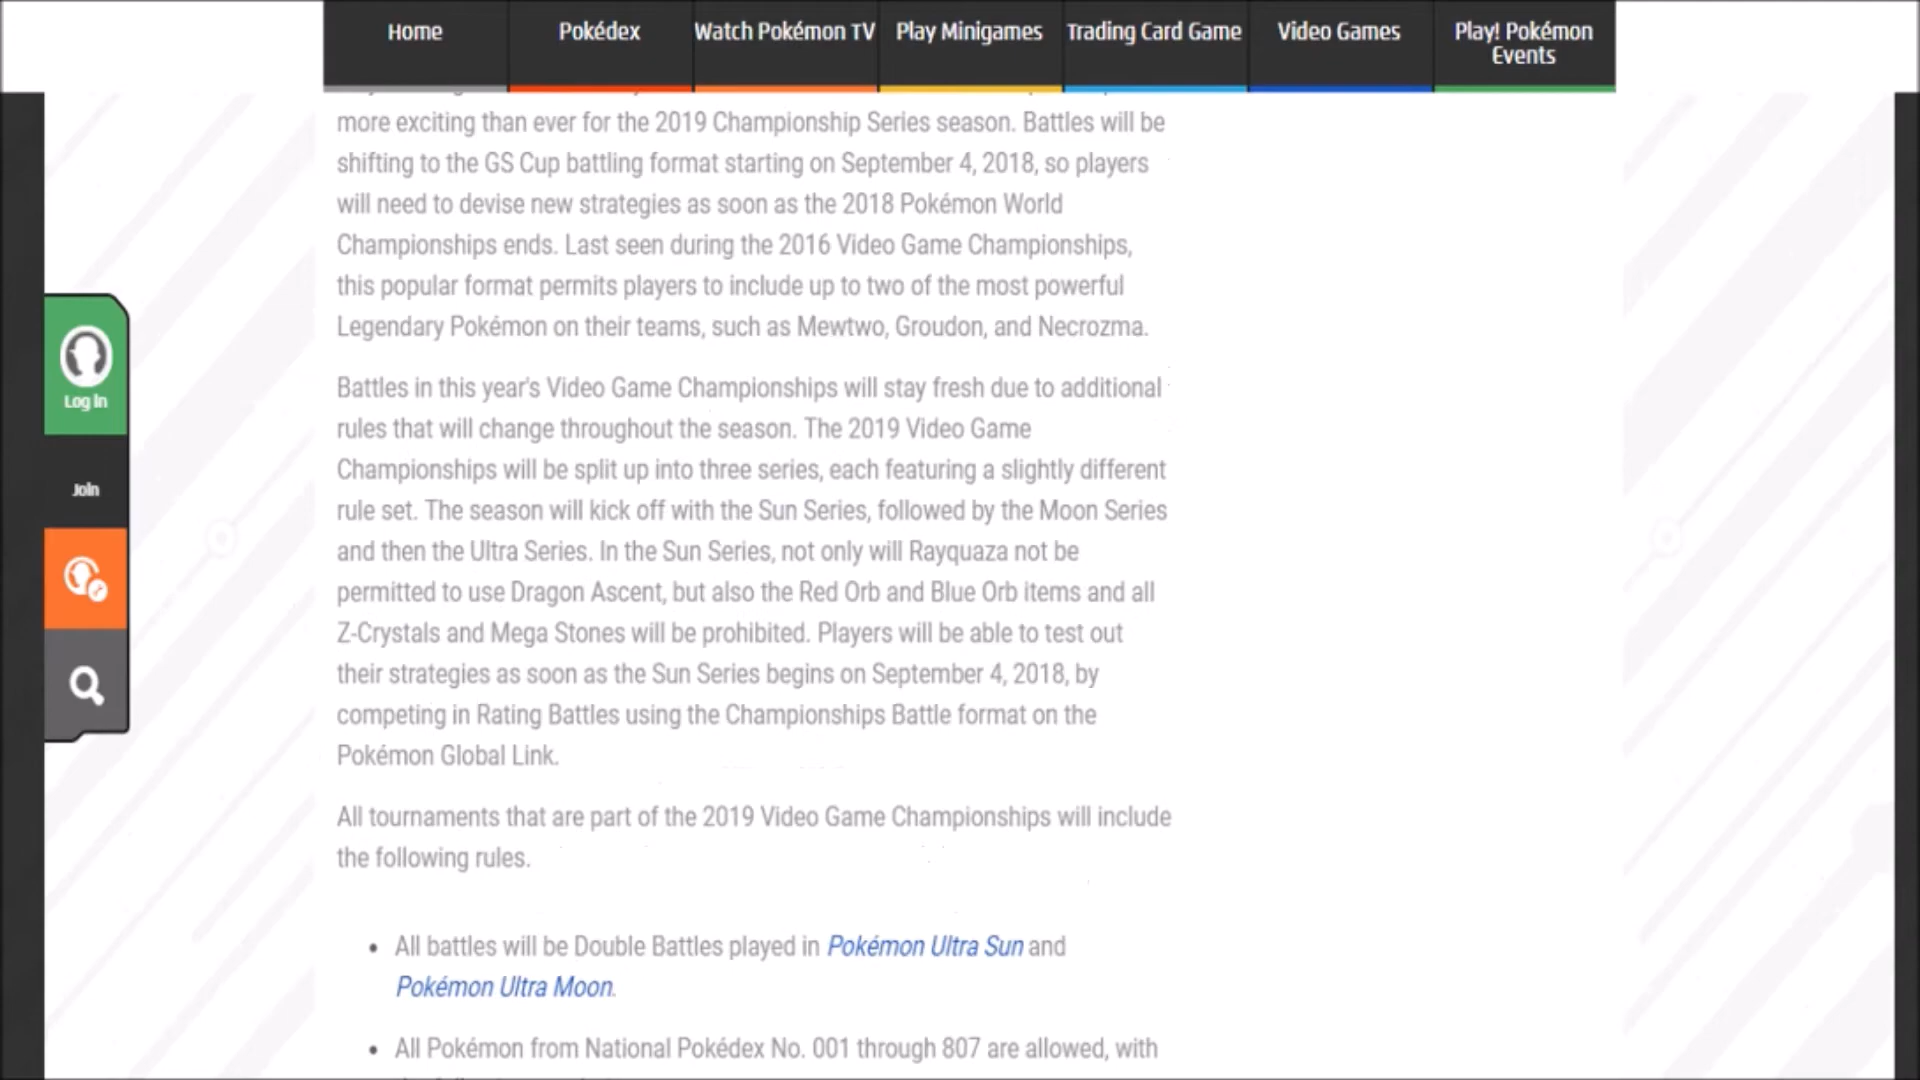 Home
Pokédex
Watch Pokémon TV
Play Minigames
Trading Card Game
Video Games
Play! Pokémon
Events
more exciting than ever for the 2019 Championship Series season. Battles will be
shifting to the GS Cup battling format starting on September 4, 2018, so players
will need to devise new strategies as soon as the 2018 Pokémon World
Championships ends. Last seen during the 2016 Video Game Championships,
this popular format permits players to include up to two of the most powerful
Legendary Pokémon on their teams, such as Mewtwo, Groudon, and Necrozma.
Battles in this year's Video Game Championships will stay fresh due to additional
rules that will change throughout the season. The 2019 Video Game
Championships will be split up into three series, each featuring a slightly different
rule set. The season will kick off with the Sun Series, followed by the Moon Series
and then the Ultra Series. In the Sun Series, not only will Rayquaza not be
permitted to use Dragon Ascent, but also the Red Orb and Blue Orb items and all
Z-Crystals and Mega Stones will be prohibited. Players will be able to test out
their strategies as soon as the Sun Series begins on September 4, 2018, by
competing in Rating Battles using the Championships Battle format on the
Pokémon Global Link.
All tournaments that are part of the 2019 Video Game Championships will include
the following rules.
• All battles will be Double Battles played in Pokémon Ultra Sun and
Pokémon Ultra Moon.
• All Pokémon from National Pokédex No. 001 through 807 are allowed, with
Log In
Join